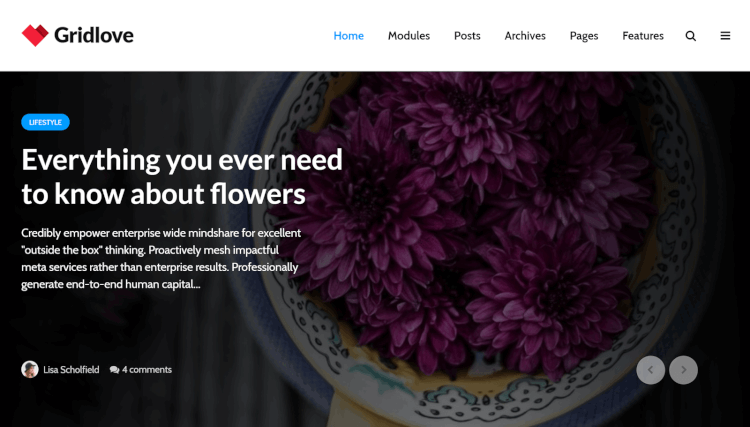 Gridlove
Home Modules Posts Archives Pages Features
LIFESTYLE
Everything you ever need
to know about flowers
Credibly empower enterprise wide mindshare for excellent
"outside the box" thinking. Proactively mesh impactful
meta services rather than enterprise results. Professionally
generate end-to-end human capital...
Lisa Scholfield 4 comments